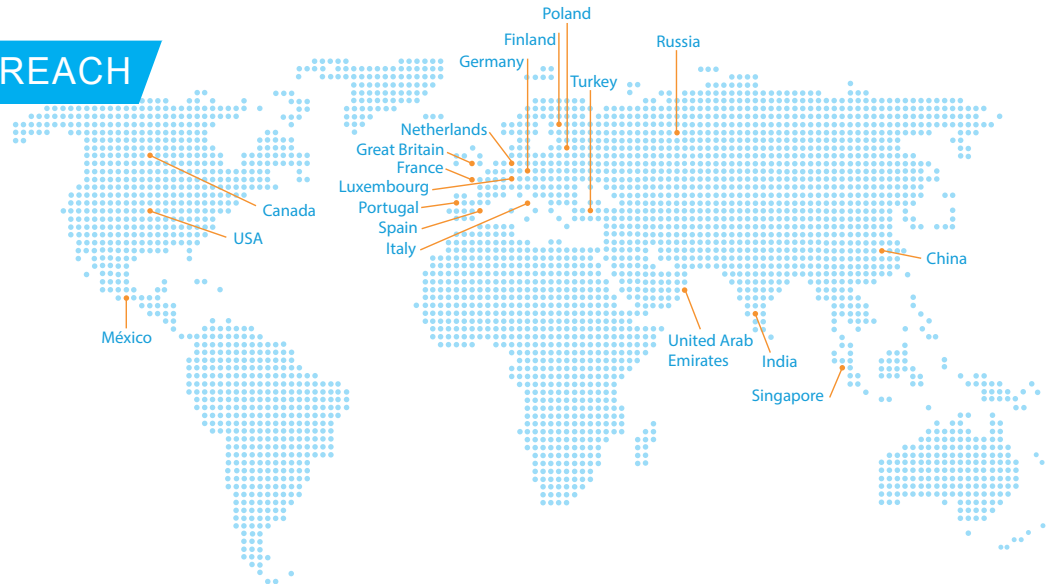 REACH
Poland
Finland
Russia
Germany
Turkey
Netherlands
Great Britain
France
Luxembourg
Portugal
Spain
Italy
Canada
USA
China
México
United Arab
Emirates
India
Singapore